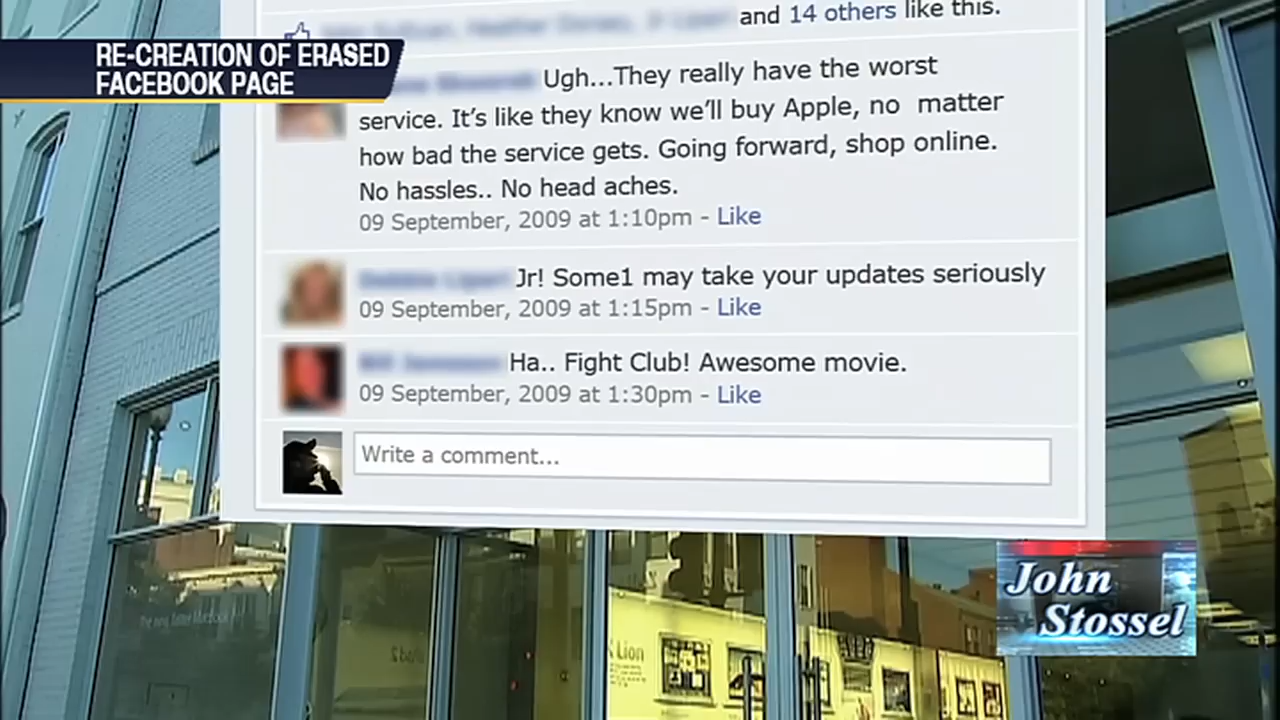 RE-CREATION OF ERASED
FACEBOOK PAGE
and 14 others like this.
Ugh...They really have the worst
service. It's like they know we'll buy Apple, no matter
how bad the service gets. Going forward, shop online.
No hassles.. No head aches.
09 September, 2009 at 1:10pm - Like
Jr! Some1 may take your updates seriously
09 September, 2009 at 1:15pm - Like
Ha.. Fight Club! Awesome movie.
09 September, 2009 at 1:30pm - Like
Write a comment...
Lion
John
Stossel